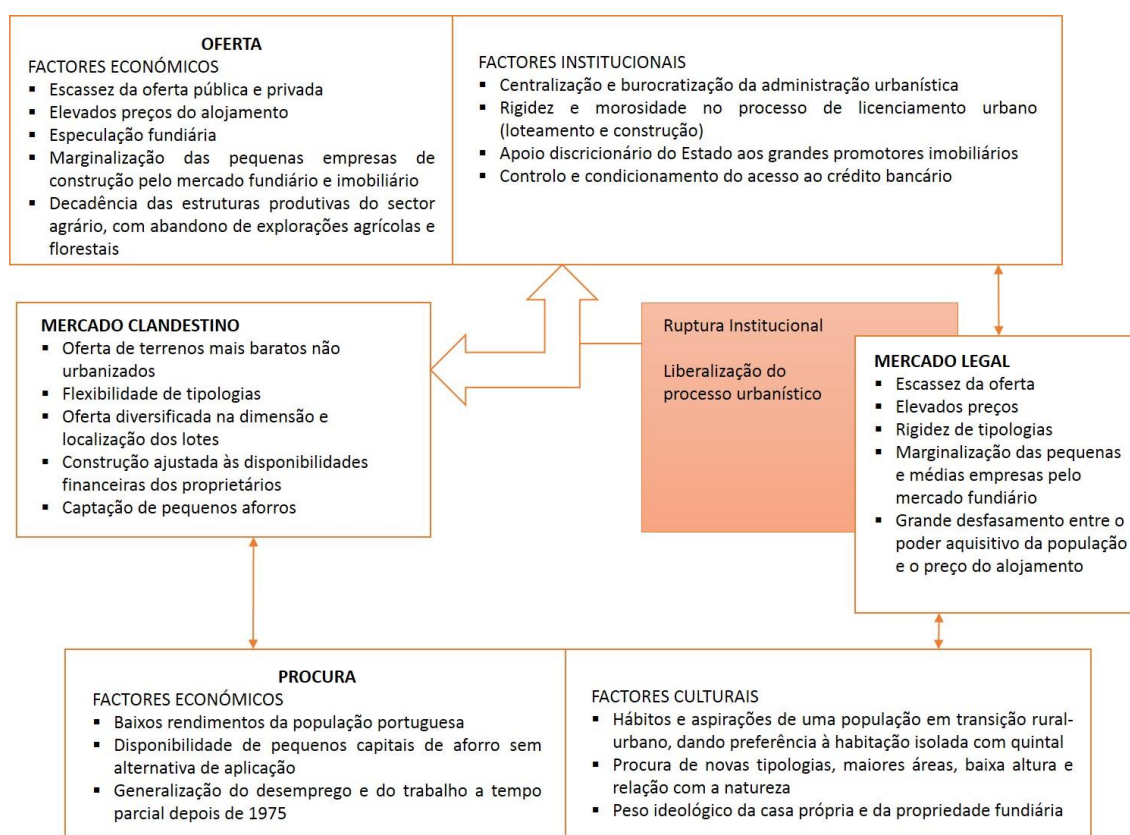 OFERTA
FACTORES ECONÓMICOS
▪ Escassez da oferta pública e privada
▪ Elevados preços do alojamento
▪ Especulação fundiária
▪ Marginalização das pequenas empresas de
construção pelo mercado fundiário e imobiliário
▪ Decadência das estruturas produtivas do sector
agrário, com abandono de explorações agrícolas e
florestais
FACTORES INSTITUCIONAIS
▪ Centralização e burocratização da administração urbanística
▪ Rigidez e morosidade no processo de licenciamento urbano
(loteamento e construção)
▪ Apoio discricionário do Estado aos grandes promotores imobiliários
▪ Controlo e condicionamento do acesso ao crédito bancário
MERCADO CLANDESTINO
▪ Oferta de terrenos mais baratos não
urbanizados
▪ Flexibilidade de tipologias
▪ Oferta diversificada na dimensão e
localização dos lotes
▪ Construção ajustada às disponibilidades
financeiras dos proprietários
▪ Captação de pequenos aforros
Ruptura Institucional
Liberalização do
processo urbanístico
MERCADO LEGAL
▪ Escassez da oferta
▪ Elevados preços
▪ Rigidez de tipologias
▪ Marginalização das pequenas
e médias empresas pelo
mercado fundiário
▪ Grande desfasamento entre o
poder aquisitivo da população
e o preço do alojamento
PROCURA
FACTORES ECONÓMICOS
▪ Baixos rendimentos da população portuguesa
▪ Disponibilidade de pequenos capitais de aforro sem
alternativa de aplicação
▪ Generalização do desemprego e do trabalho a tempo
parcial depois de 1975
FACTORES CULTURAIS
▪ Hábitos e aspirações de uma população em transição rural-
urbano, dando preferência à habitação isolada com quintal
▪ Procura de novas tipologias, maiores áreas, baixa altura e
relação com a natureza
▪ Peso ideológico da casa própria e da propriedade fundiária